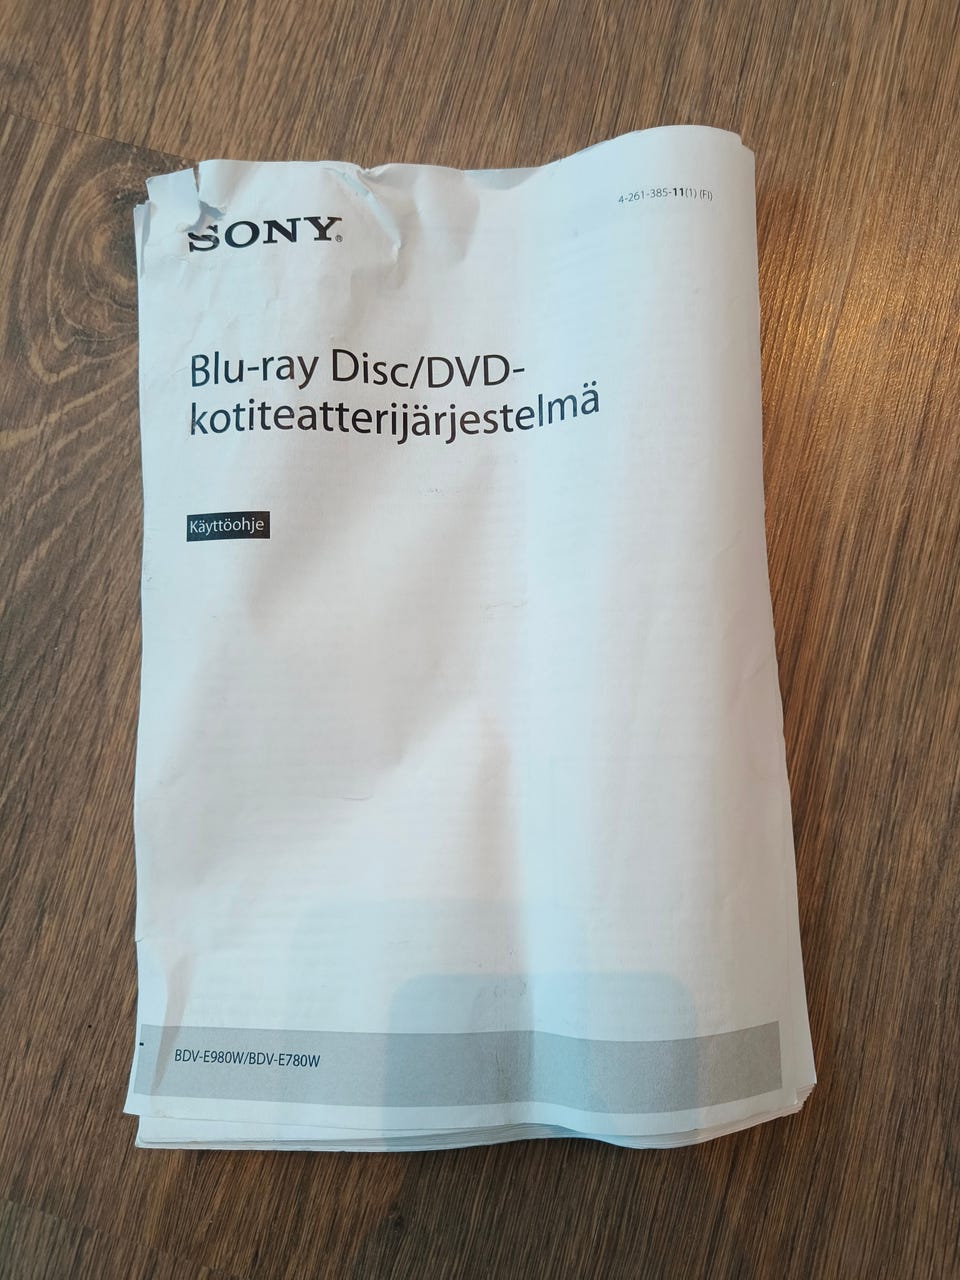 4-261-385-11(1) (FI)
SONY®
Blu-ray Disc/DVD-
kotiteatterijärjestelmä
Käyttöohje
BDV-E980W/BDV-E780W